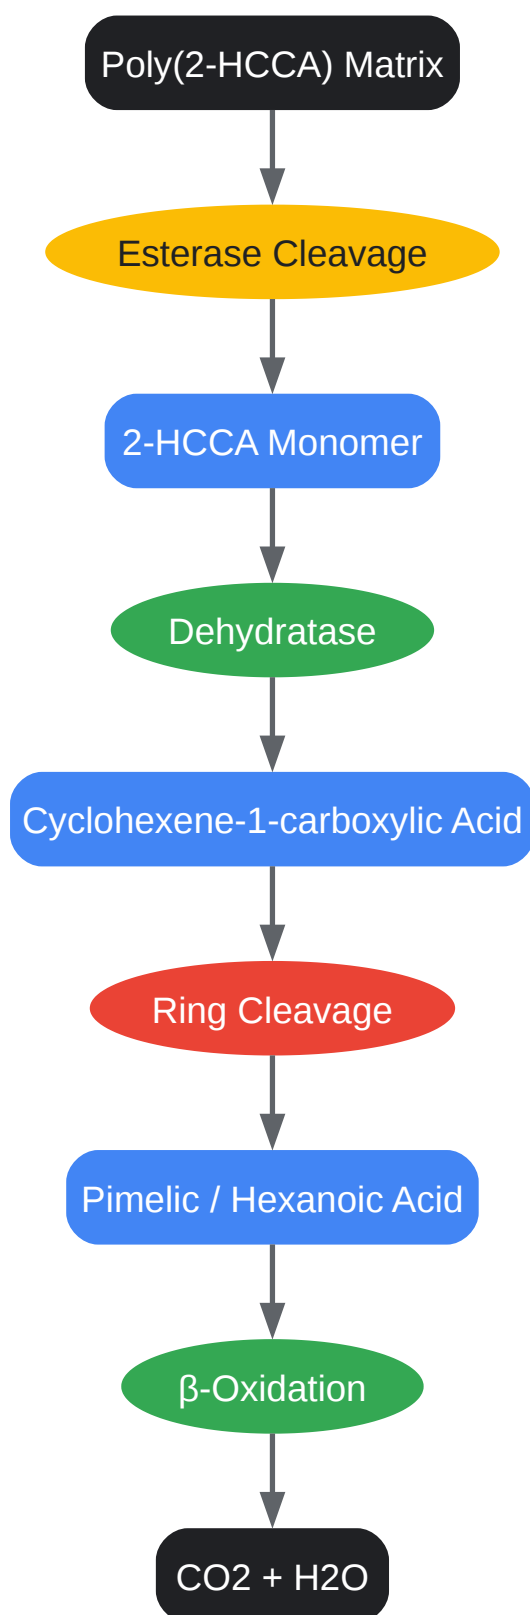 Poly(2-HCCA) Matrix
Esterase Cleavage
2-HCCA Monomer
Dehydratase
Cyclohexene-1-carboxylic Acid
Ring Cleavage
Pimelic / Hexanoic Acid
β-Oxidation
CO2 + H2O